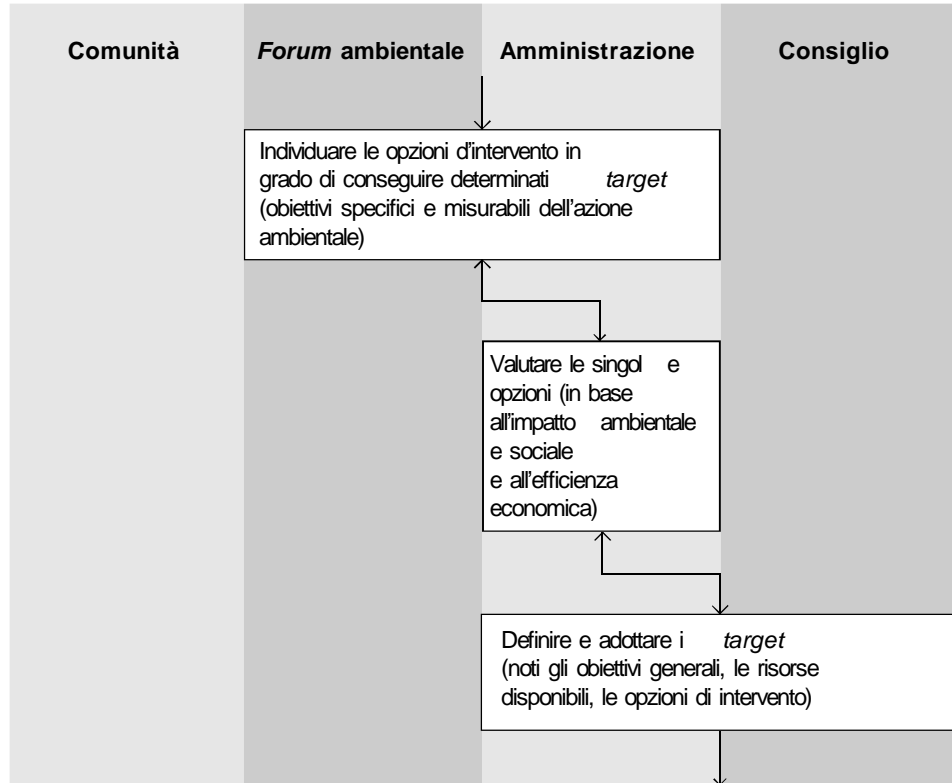 Comunità Forum ambientale Amministrazione Consiglio
Individuare le opzioni d'intervento in
grado di conseguire determinati target
(obiettivi specifici e misurabili dell'azione
ambientale)
Valutare le singol e
opzioni (in base
all'impatto ambientale
e sociale
e all'efficienza
economica)
Definire e adottare i target
(noti gli obiettivi generali, le risorse
disponibili, le opzioni di intervento)